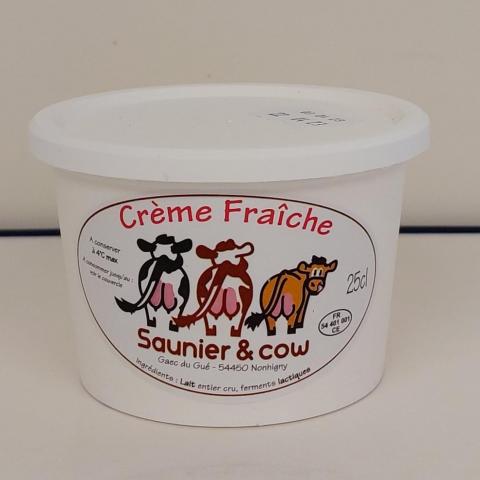 Crème Fraîche
A conserver
à 4°C max
A consommer jusqu'au :
voir le couvercle
25cl
FR
54 401 001
CE
Saunier & cow
Gaec du Gué - 54450 Nonhigny
Ingrédients : Lait entier cru, ferments lactiques